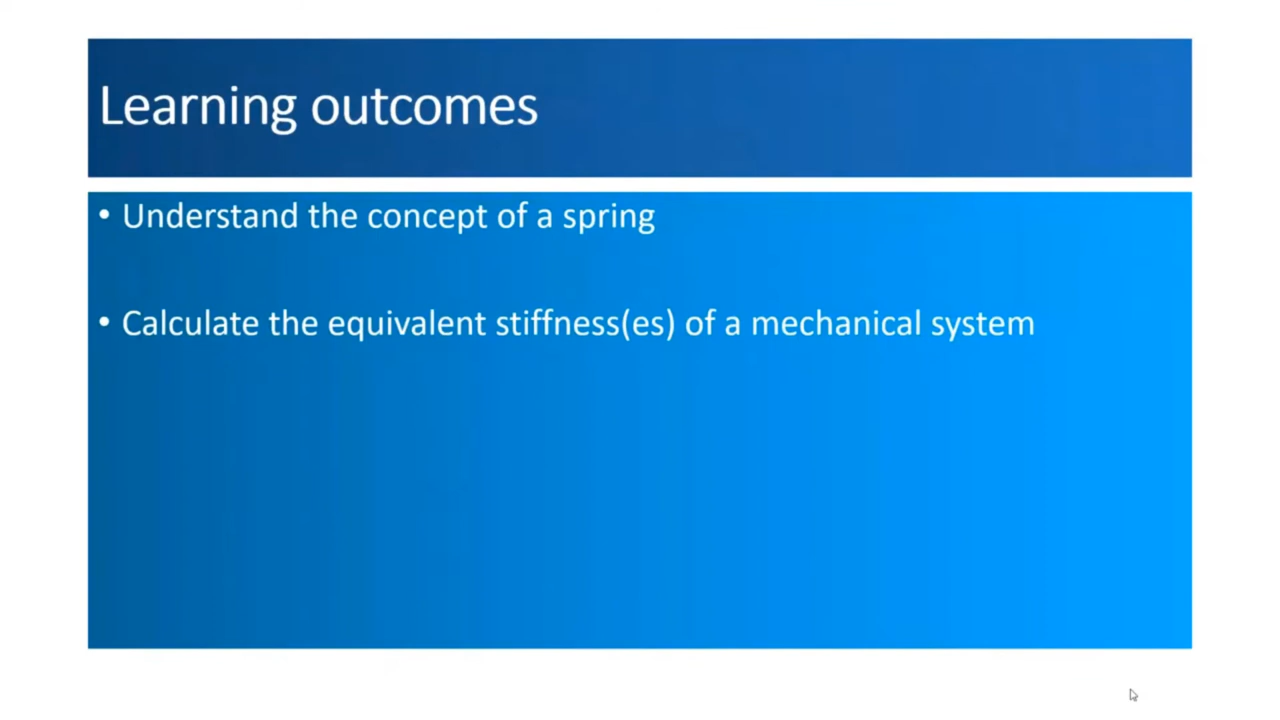 Learning outcomes
• Understand the concept of a spring
• Calculate the equivalent stiffness(es) of a mechanical system